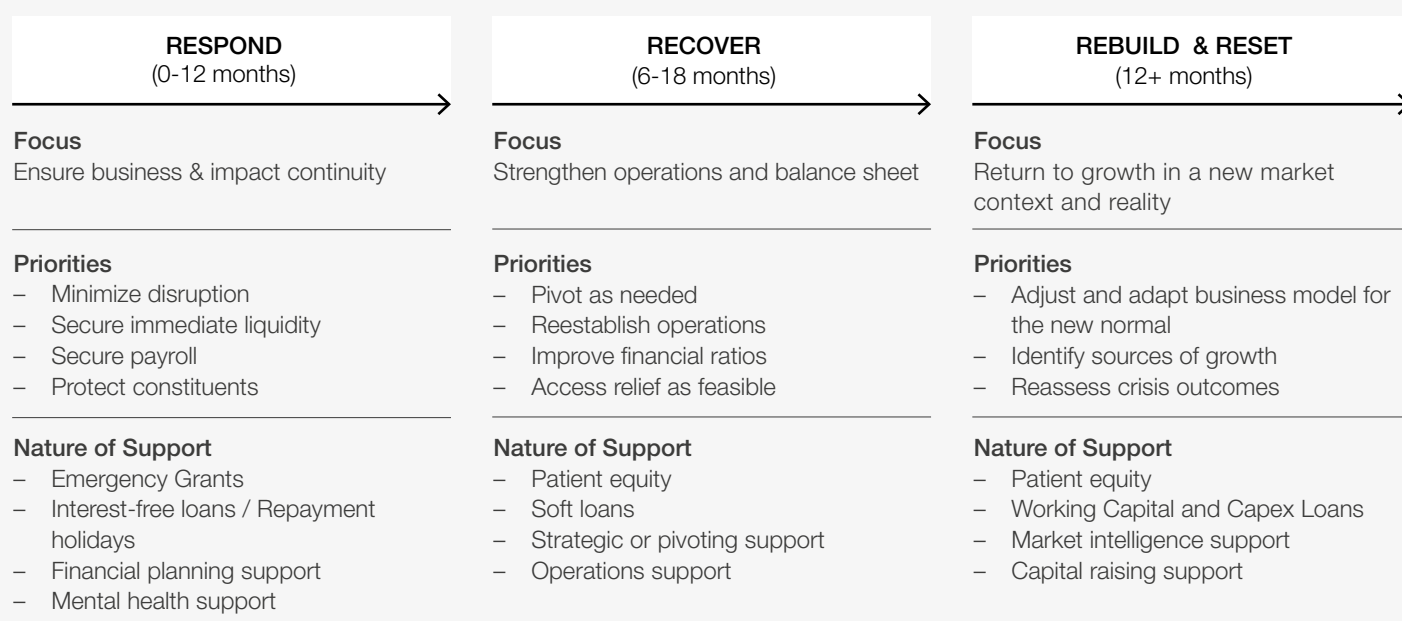 RESPOND
(0-12 months)
Focus
Ensure business & impact continuity
Priorities
– Minimize disruption
– Secure immediate liquidity
– Secure payroll
– Protect constituents
Nature of Support
– Emergency Grants
– Interest-free loans / Repayment
holidays
– Financial planning support
– Mental health support
RECOVER
(6-18 months)
Focus
Strengthen operations and balance sheet
Priorities
– Pivot as needed
– Reestablish operations
– Improve financial ratios
– Access relief as feasible
Nature of Support
– Patient equity
– Soft loans
– Strategic or pivoting support
– Operations support
REBUILD & RESET
(12+ months)
Focus
Return to growth in a new market
context and reality
Priorities
– Adjust and adapt business model for
the new normal
– Identify sources of growth
– Reassess crisis outcomes
Nature of Support
– Patient equity
– Working Capital and Capex Loans
– Market intelligence support
– Capital raising support